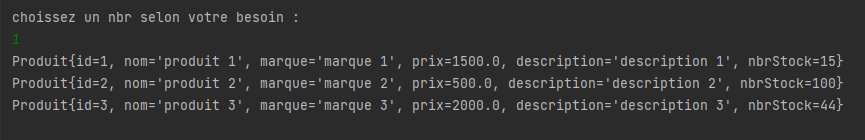 choissez un nbr selon votre besoin :
1
Produit{id=1, nom='produit 1', marque='marque 1', prix=1500.0, description='description 1', nbrStock=15}
Produit{id=2, nom='produit 2', marque='marque 2', prix=500.0, description='description 2', nbrStock=100}
Produit{id=3, nom='produit 3', marque='marque 3', prix=2000.0, description='description 3', nbrStock=44}